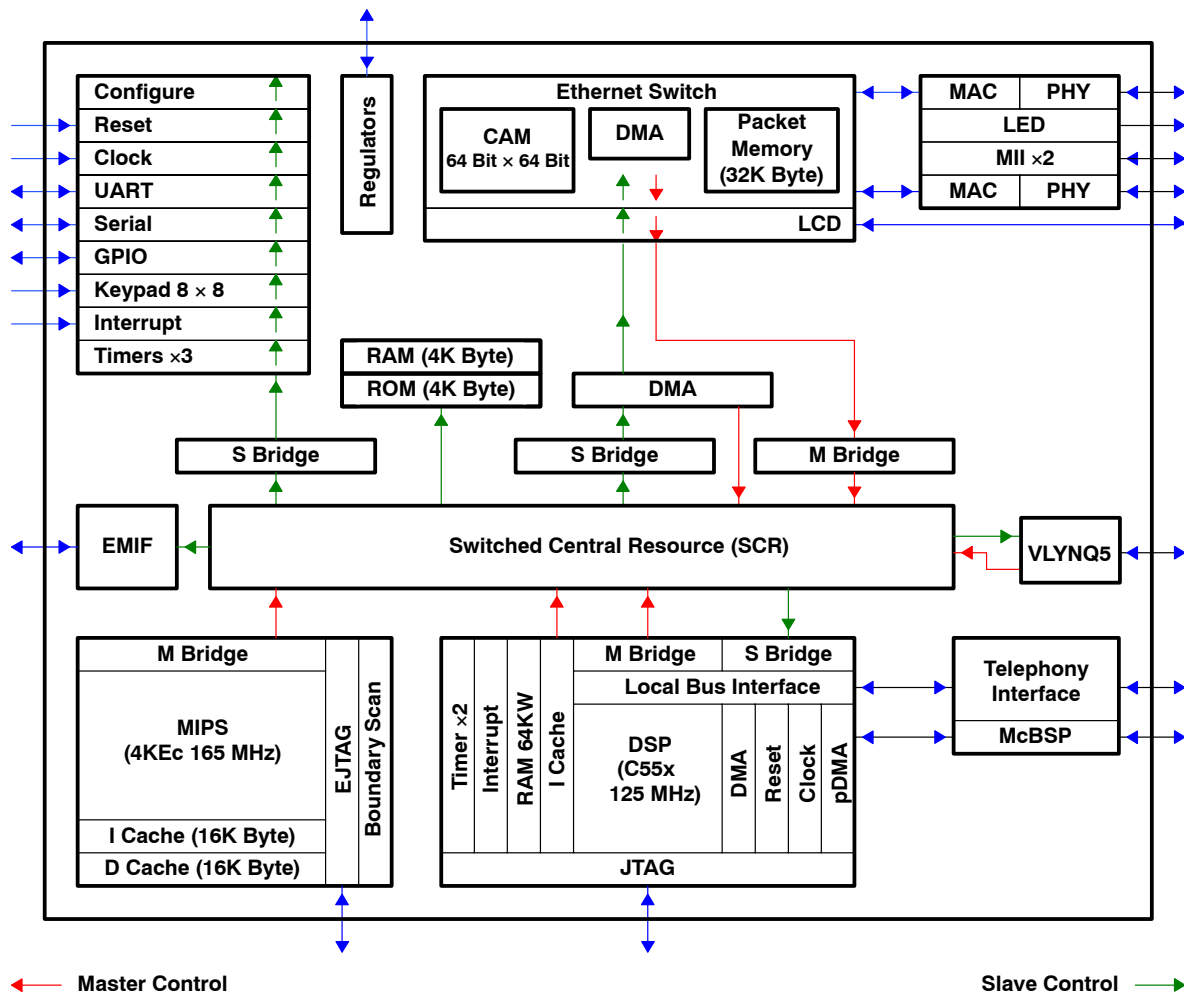 Configure
Reset
Clock
UART
Serial
GPIO
Keypad 8 × 8
Interrupt
Timers ×3
Regulators
Ethernet Switch
CAM
64 Bit × 64 Bit
DMA
Packet
Memory
(32K Byte)
LCD
MAC
PHY
LED
MII ×2
MAC
PHY
RAM (4K Byte)
ROM (4K Byte)
DMA
S Bridge
S Bridge
M Bridge
EMIF
Switched Central Resource (SCR)
VLYNQ5
M Bridge
MIPS
(4KEc 165 MHz)
I Cache (16K Byte)
D Cache (16K Byte)
EJTAG
Boundary Scan
Timer ×2
Interrupt
RAM 64KW
I Cache
M Bridge
S Bridge
Local Bus Interface
DSP
(C55x
125 MHz)
DMA
Reset
Clock
pDMA
JTAG
Telephony
Interface
McBSP
Master Control
Slave Control